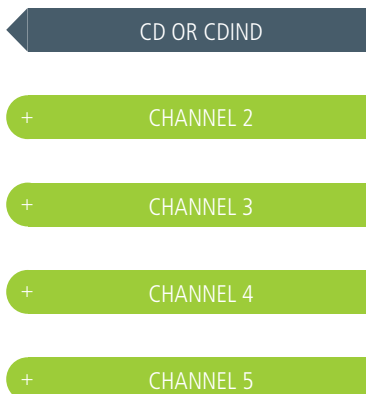 CD OR CDIND
+ CHANNEL 2
+ CHANNEL 3
+ CHANNEL 4
+ CHANNEL 5